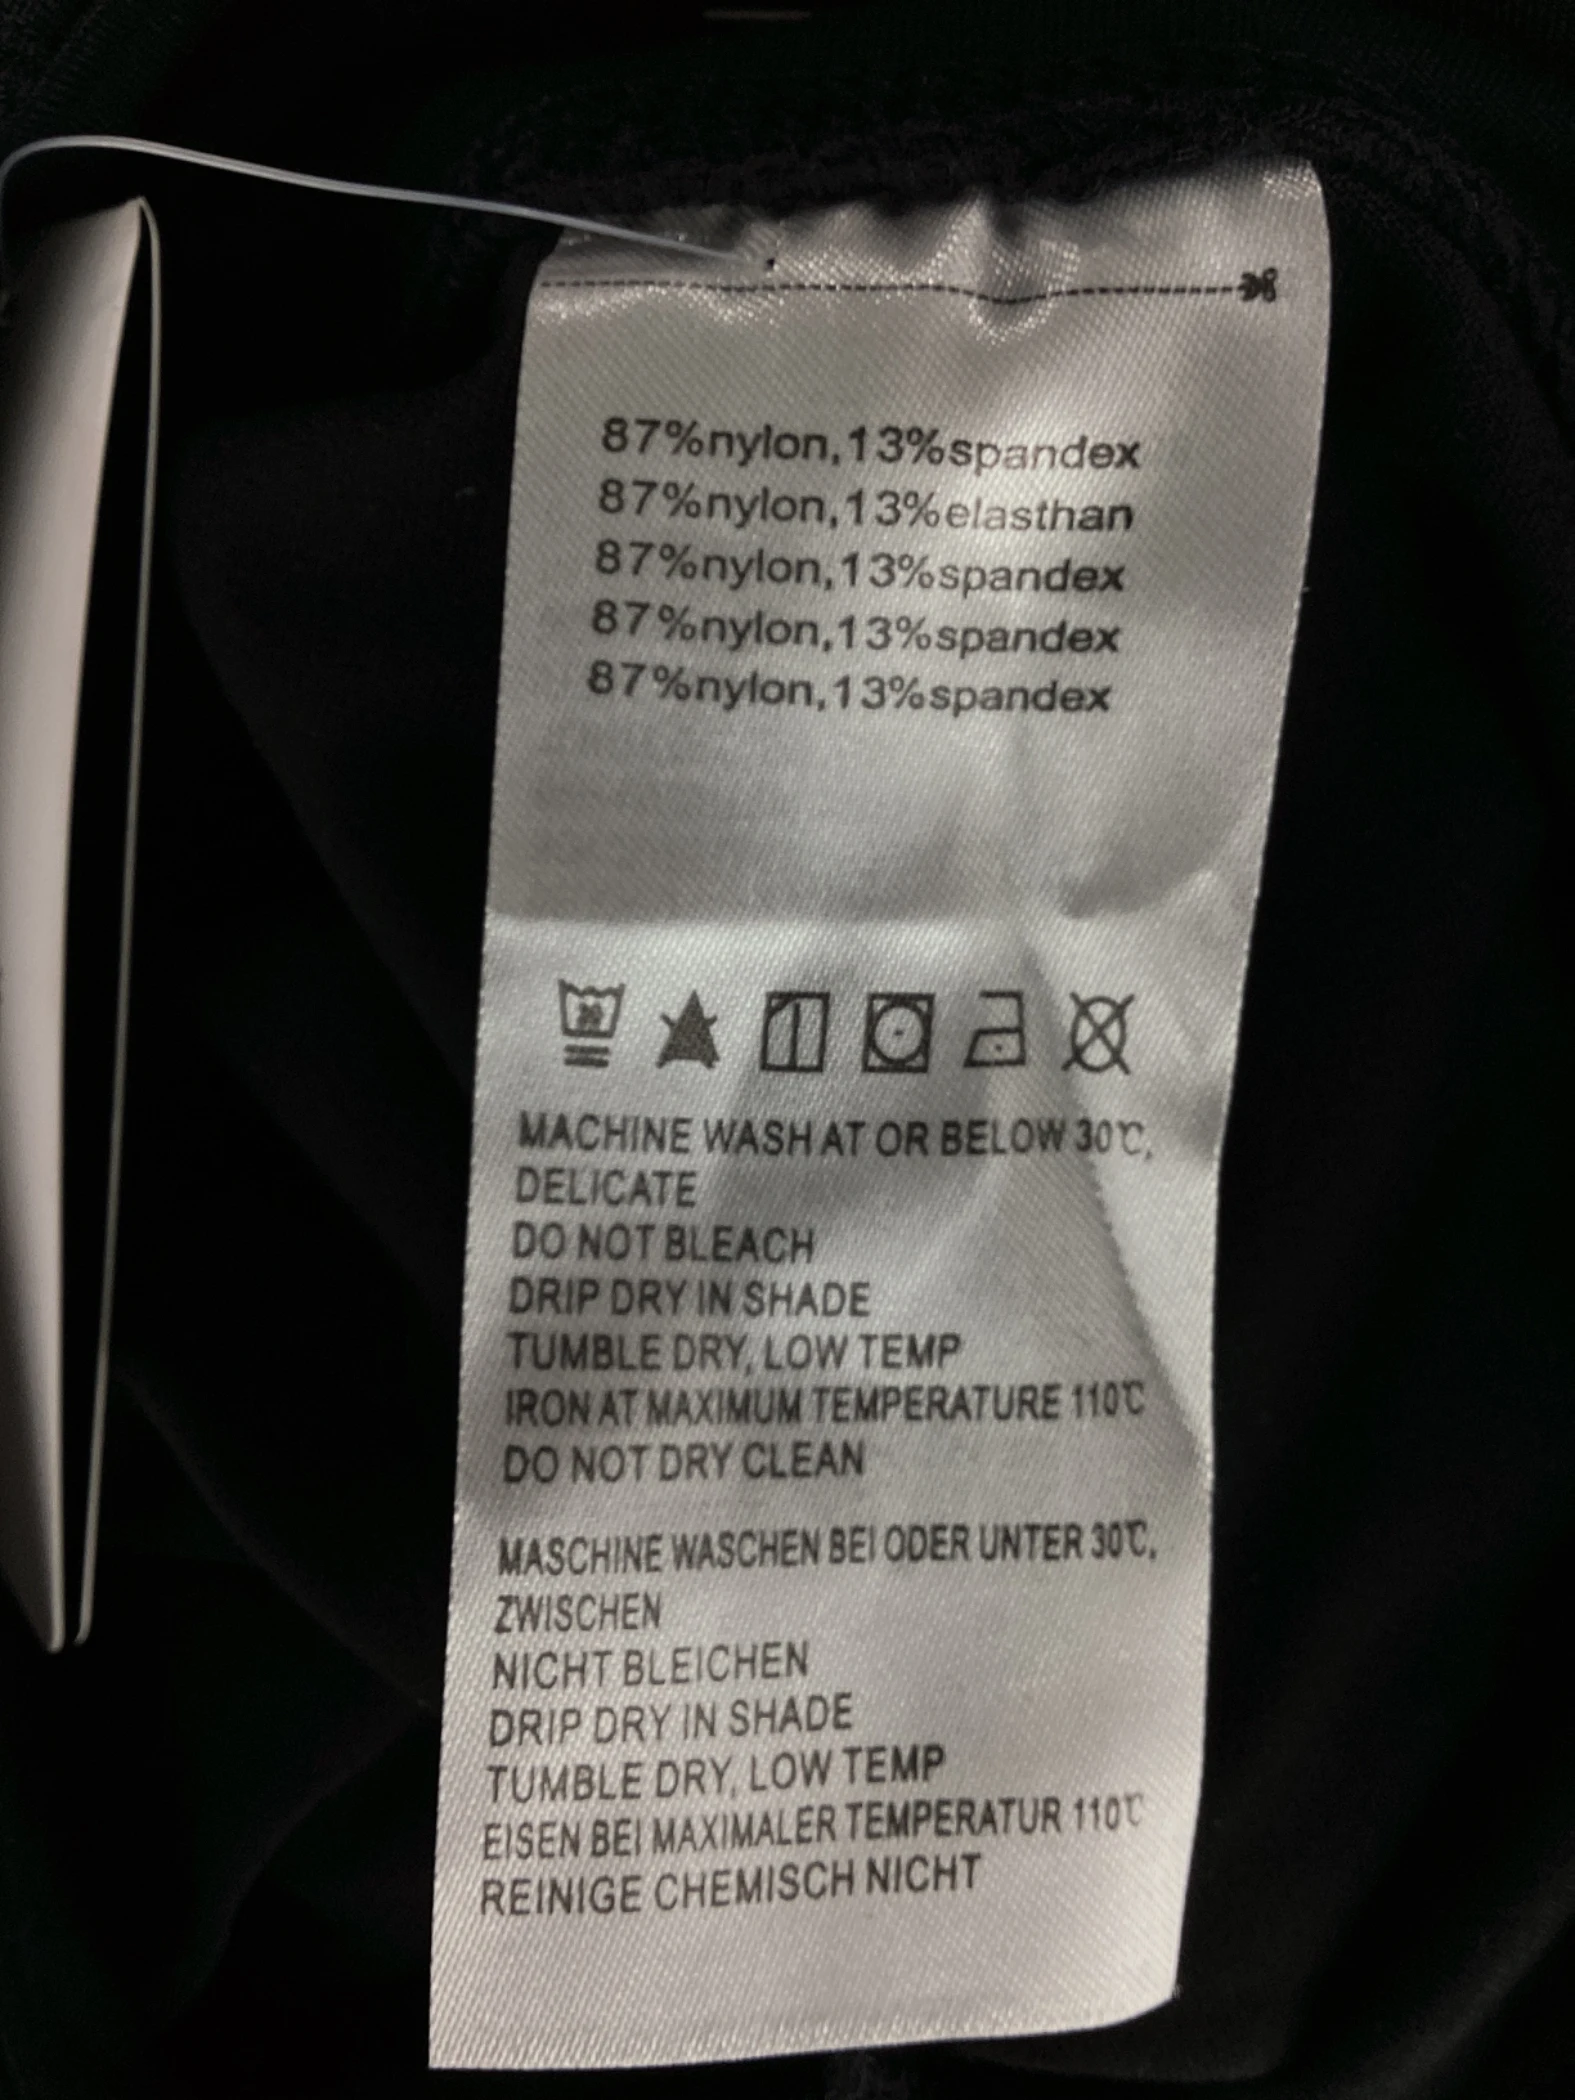 87%nylon,13%spandex
87%nylon,13%elasthan
87%nylon,13%spandex
87%nylon,13%spandex
87%nylon,13%spandex
30
MACHINE WASH AT OR BELOW 30℃,
DELICATE
DO NOT BLEACH
DRIP DRY IN SHADE
TUMBLE DRY, LOW TEMP
IRON AT MAXIMUM TEMPERATURE 110℃
DO NOT DRY CLEAN
MASCHINE WASCHEN BEI ODER UNTER 30℃,
ZWISCHEN
NICHT BLEICHEN
DRIP DRY IN SHADE
TUMBLE DRY, LOW TEMP
EISEN BEI MAXIMALER TEMPERATUR 110℃
REINIGE CHEMISCH NICHT